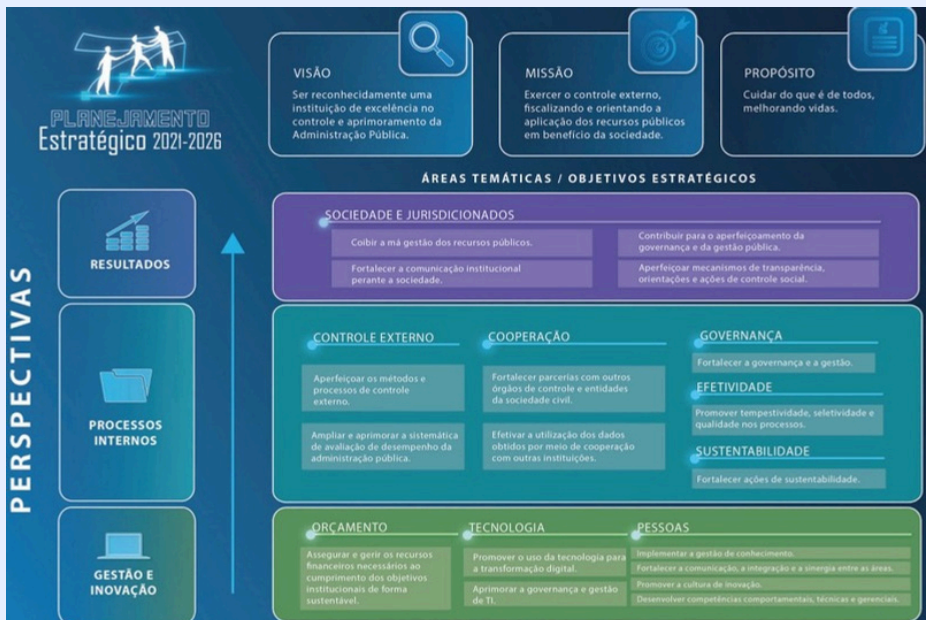 PLANEJAMENTO
Estratégico 2021-2026
VISÃO
Ser reconhecidamente uma
instituição de excelência no
controle e aprimoramento da
Administração Pública.
MISSÃO
Exercer o controle externo,
fiscalizando e orientando a
aplicação dos recursos públicos
em benefício da sociedade.
PROPÓSITO
Cuidar do que é de todos,
melhorando vidas.
ÁREAS TEMÁTICAS / OBJETIVOS ESTRATÉGICOS
PERSPECTIVAS
RESULTADOS
SOCIEDADE E JURISDICIONADOS
Coibir a má gestão dos recursos públicos.
Contribuir para o aperfeiçoamento da
governança e da gestão pública.
Fortalecer a comunicação institucional
perante a sociedade.
Aperfeiçoar mecanismos de transparência,
orientações e ações de controle social.
PROCESSOS
INTERNOS
CONTROLE EXTERNO
Aperfeiçoar os métodos e
processos de controle
externo.
Ampliar e aprimorar a sistemática
de avaliação de desempenho da
administração pública.
COOPERAÇÃO
Fortalecer parcerias com outros
órgãos de controle e entidades
da sociedade civil.
Efetivar a utilização dos dados
obtidos por meio de cooperação
com outras instituições.
GOVERNANÇA
Fortalecer a governança e a gestão.
EFETIVIDADE
Promover tempestividade, seletividade e
qualidade nos processos.
SUSTENTABILIDADE
Fortalecer ações de sustentabilidade.
GESTÃO E
INOVAÇÃO
ORÇAMENTO
Assegurar e gerir os recursos
financeiros necessários ao
cumprimento dos objetivos
institucionais de forma
sustentável.
TECNOLOGIA
Promover o uso da tecnologia para
a transformação digital.
Aprimorar a governança e gestão
de TI.
PESSOAS
Implementar a gestão de conhecimento.
Fortalecer a comunicação, a integração e a sinergia entre as áreas.
Promover a cultura de inovação.
Desenvolver competências comportamentais, técnicas e gerenciais.